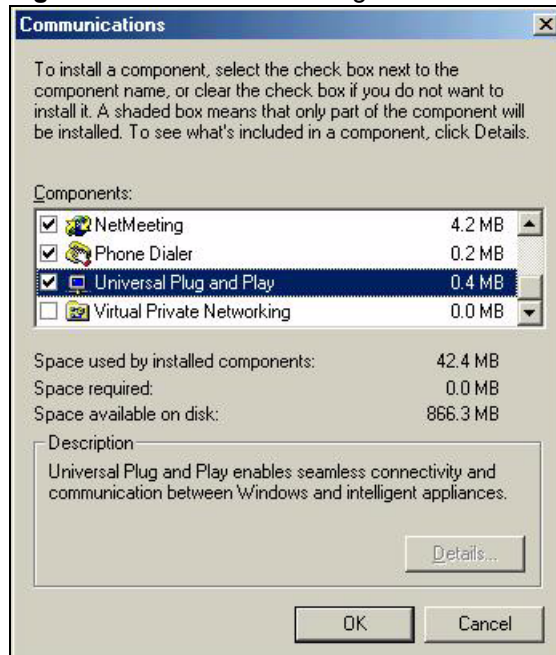 Communications
To install a component, select the check box next to the
component name, or clear the check box if you do not want to
install it. A shaded box means that only part of the component will
be installed. To see what's included in a component, click Details.
Components:
NetMeeting 4.2 MB
Phone Dialer 0.2 MB
Universal Plug and Play 0.4 MB
Virtual Private Networking 0.0 MB
Space used by installed components: 42.4 MB
Space required: 0.0 MB
Space available on disk: 866.3 MB
Description
Universal Plug and Play enables seamless connectivity and
communication between Windows and intelligent appliances.
Details...
OK Cancel